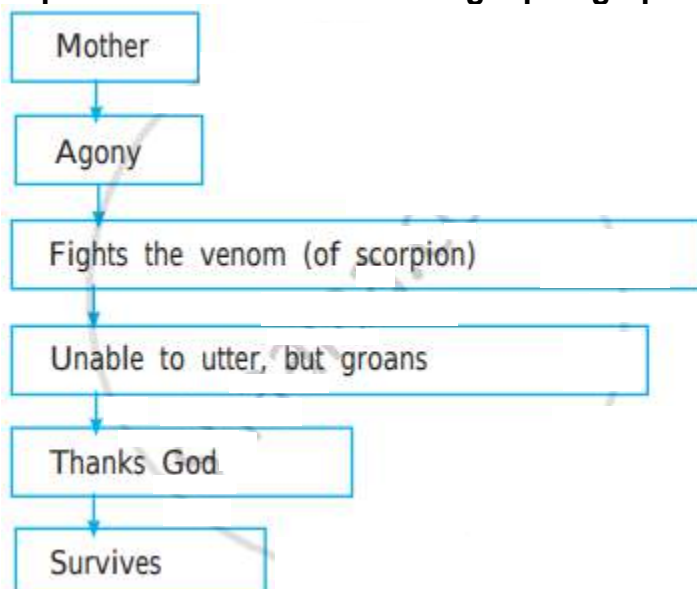 Mother
Agony
Fights the venom (of scorpion)
Unable to utter, but groans
Thanks God
Survives